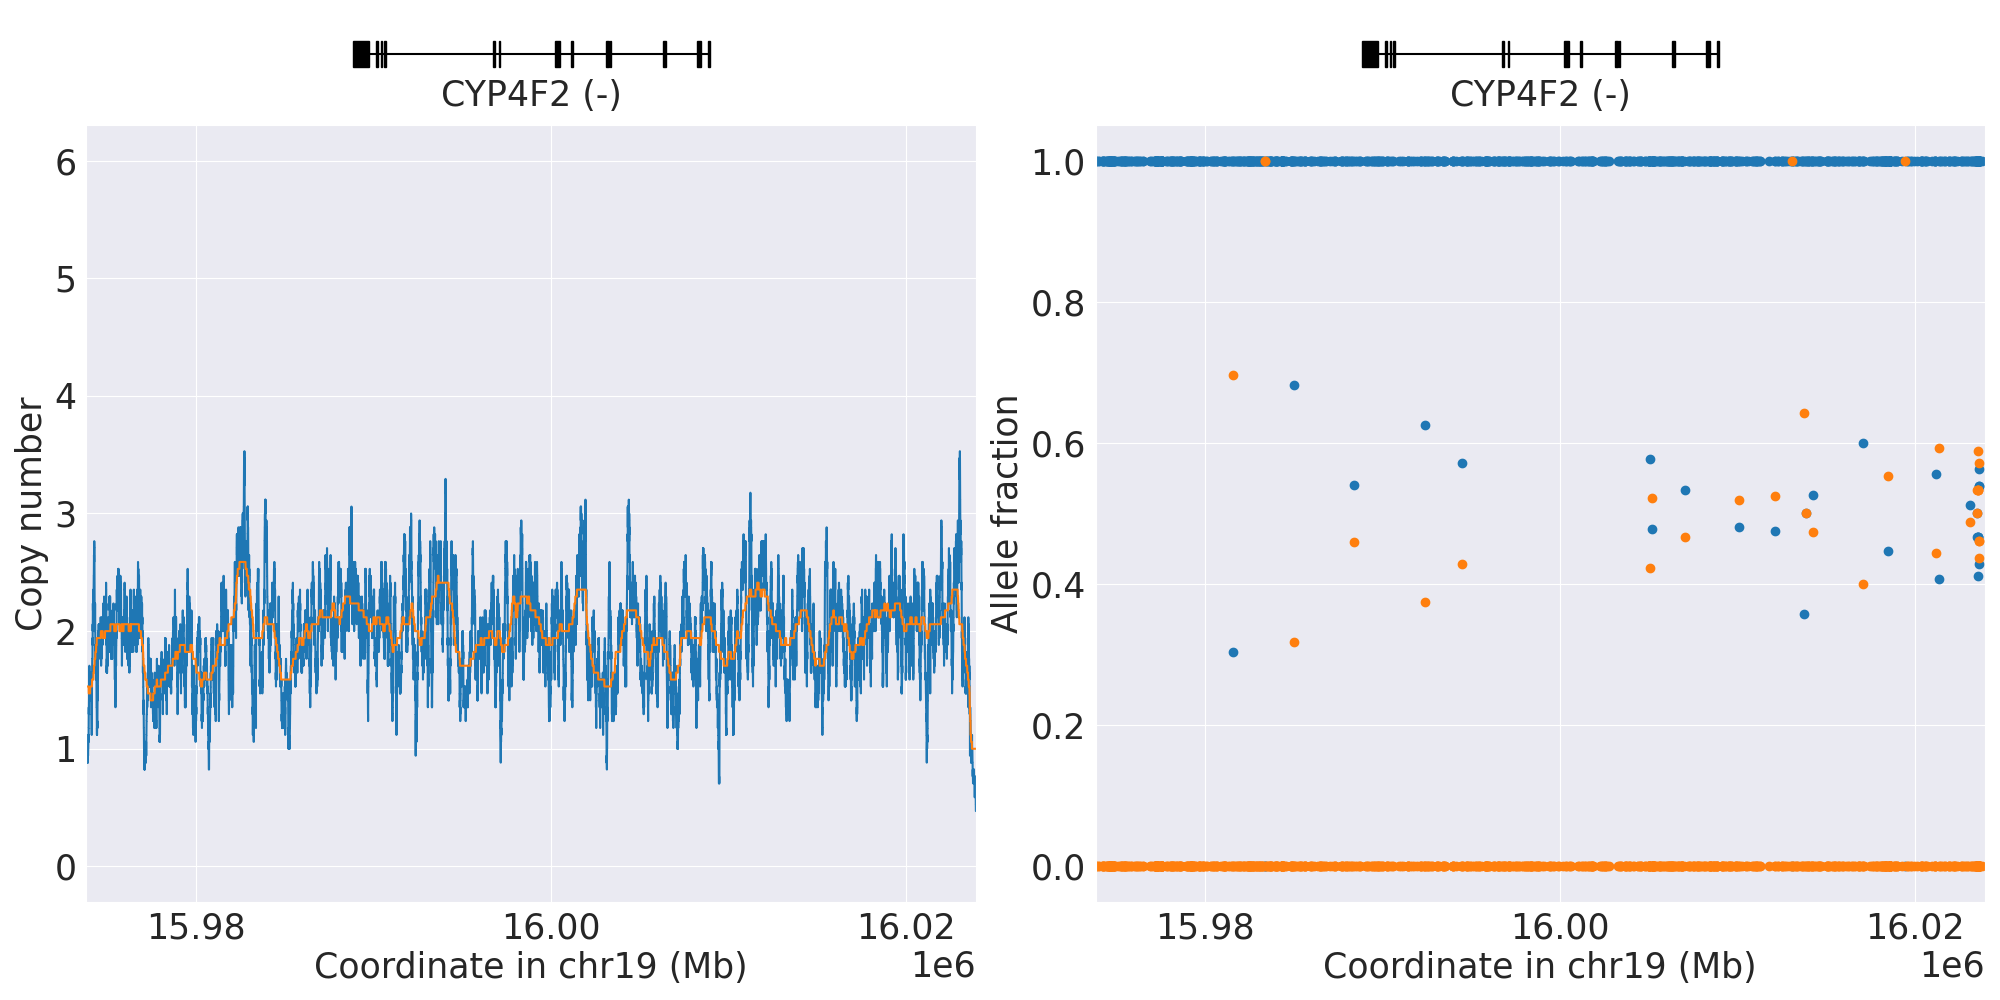 CYP4F2 (-)
6
5
4
3
2
1
0
Copy number
15.98
16.00
16.02
Coordinate in chr19 (Mb)
1e6
CYP4F2 (-)
1.0
0.8
0.6
0.4
0.2
0.0
Allele fraction
15.98
16.00
16.02
Coordinate in chr19 (Mb)
1e6